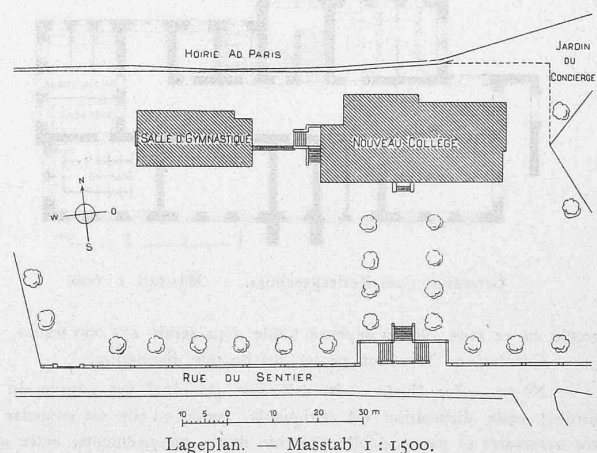 HOIRIE AD PARIS
JARDIN
DU
CONCIERGE
SALLE D'GYMNASTIQUE
NOUVEAU-COLLÈGE
N
W O
S
RUE DU SENTIER
10 5 0 10 20 30 m
Lageplan. — Masstab 1 : 1500.